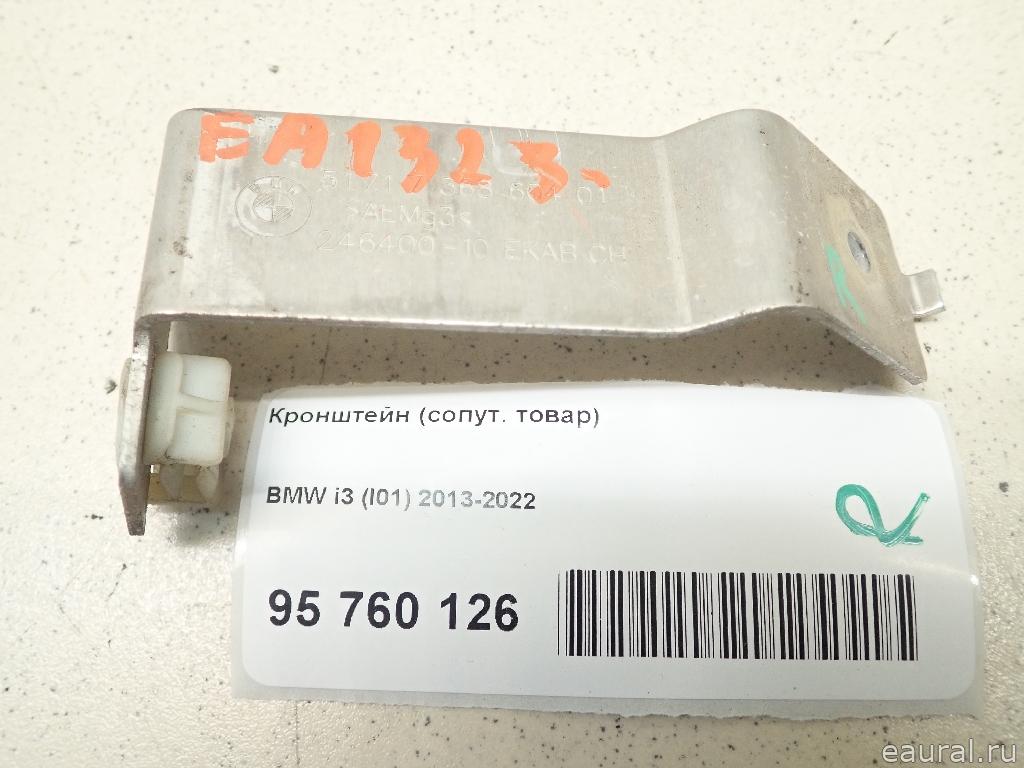 EA1323.
01
>ALMg3<
246400-10 EKAB CH
Кронштейн (сопут. товар)
BMW i3 (I01) 2013-2022
95 760 126
eaural.ru